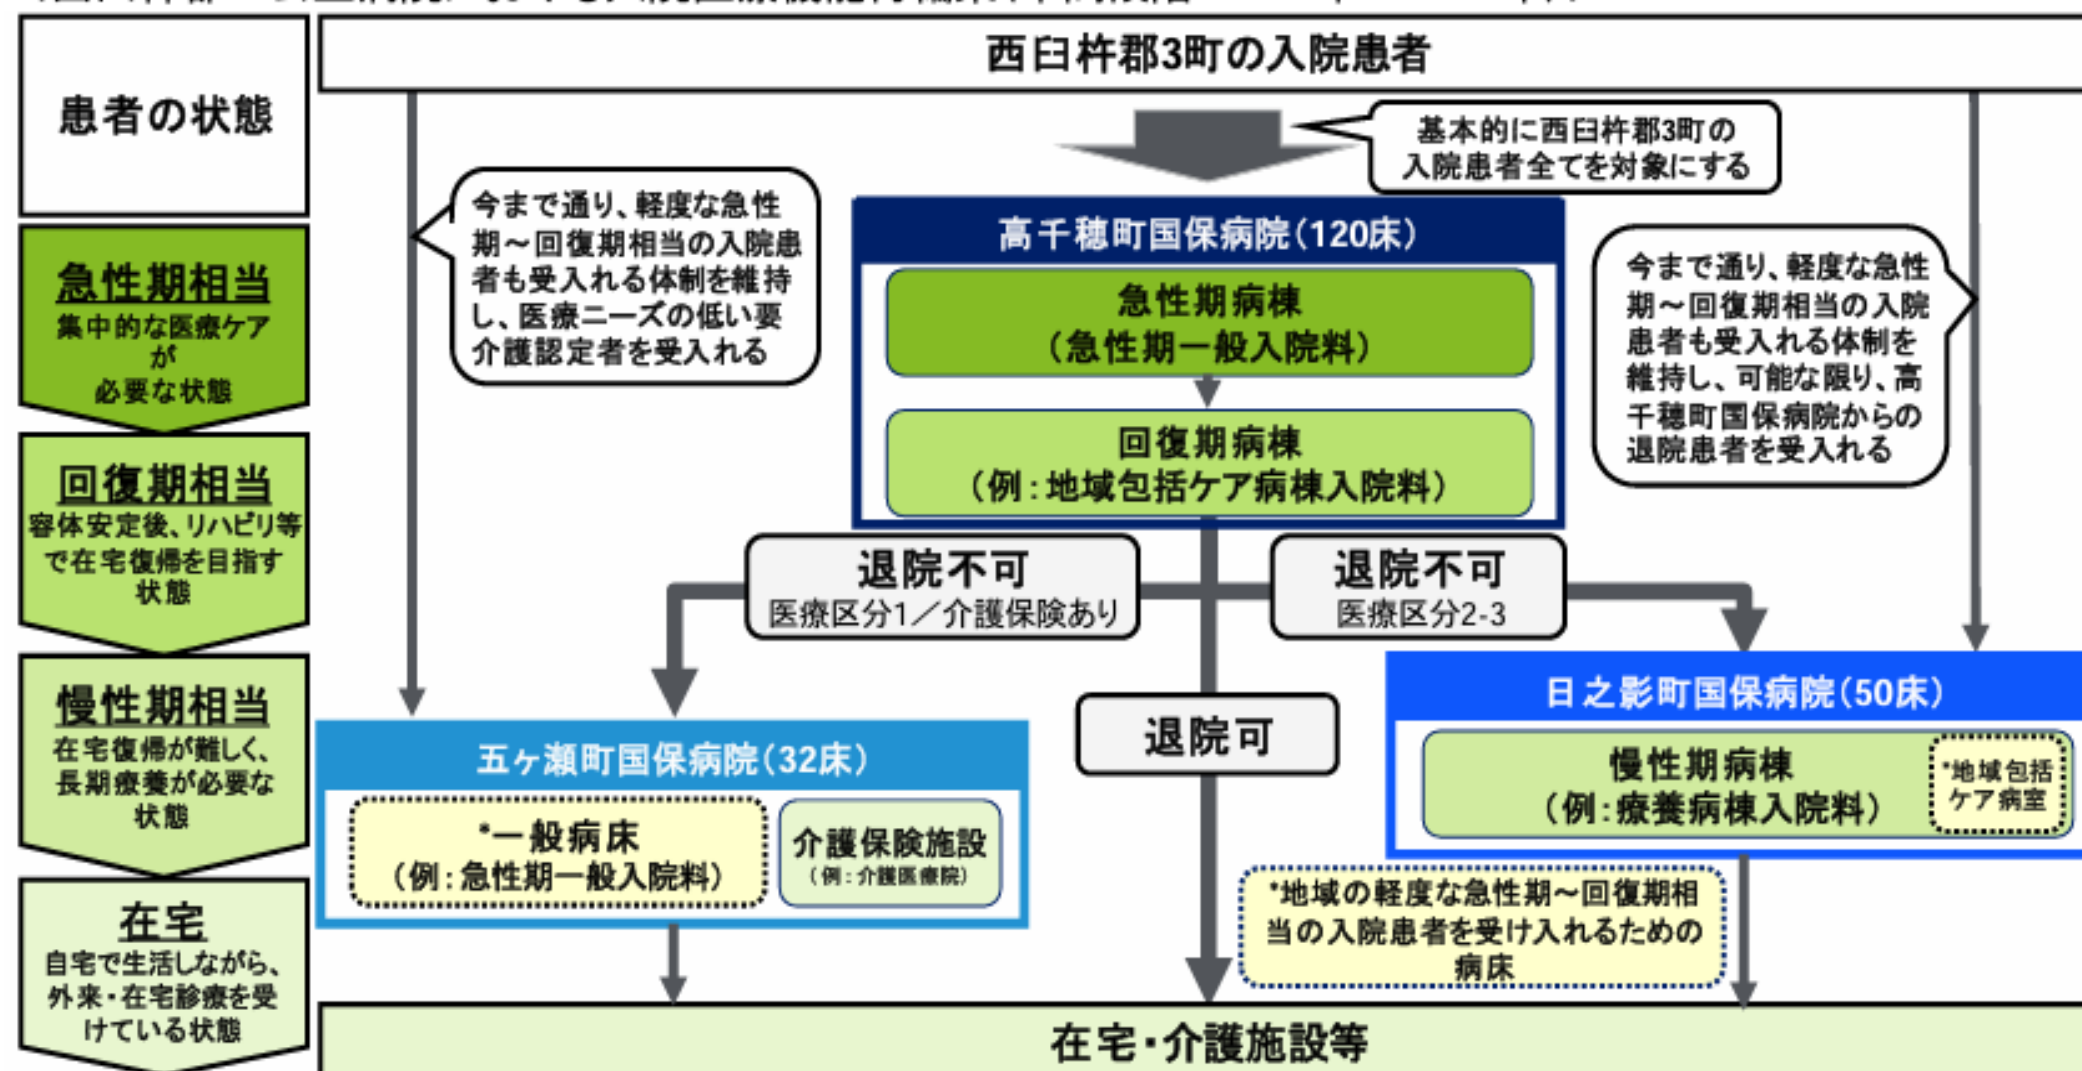 西臼杵郡3町の入院患者
患者の状態
基本的に西臼杵郡3町の
入院患者全てを対象にする
今まで通り、軽度な急性
期～回復期相当の入院患
者も受入れる体制を維持
し、医療ニーズの低い要
介護認定者を受入れる
高千穂町国保病院(120床)
今まで通り、軽度な急性
期～回復期相当の入院
患者も受入れる体制を
維持し、可能な限り、高
千穂町国保病院からの
退院患者を受入れる
急性期相当
集中的な医療ケア
が
必要な状態
急性期病棟
(急性期一般入院料)
回復期病棟
(例:地域包括ケア病棟入院料)
回復期相当
容体安定後、リハビリ等
で在宅復帰を目指す
状態
退院不可
医療区分1／介護保険あり
退院不可
医療区分2-3
慢性期相当
在宅復帰が難しく、
長期療養が必要な
状態
退院可
五ヶ瀬町国保病院(32床)
*一般病床
(例:急性期一般入院料)
介護保険施設
(例:介護医療院)
日之影町国保病院(50床)
慢性期病棟
(例:療養病棟入院料)
*地域包括
ケア病室
*地域の軽度な急性期～回復期相
当の入院患者を受け入れるための
病床
在宅
自宅で生活しながら、
外来・在宅診療を受
けている状態
在宅・介護施設等